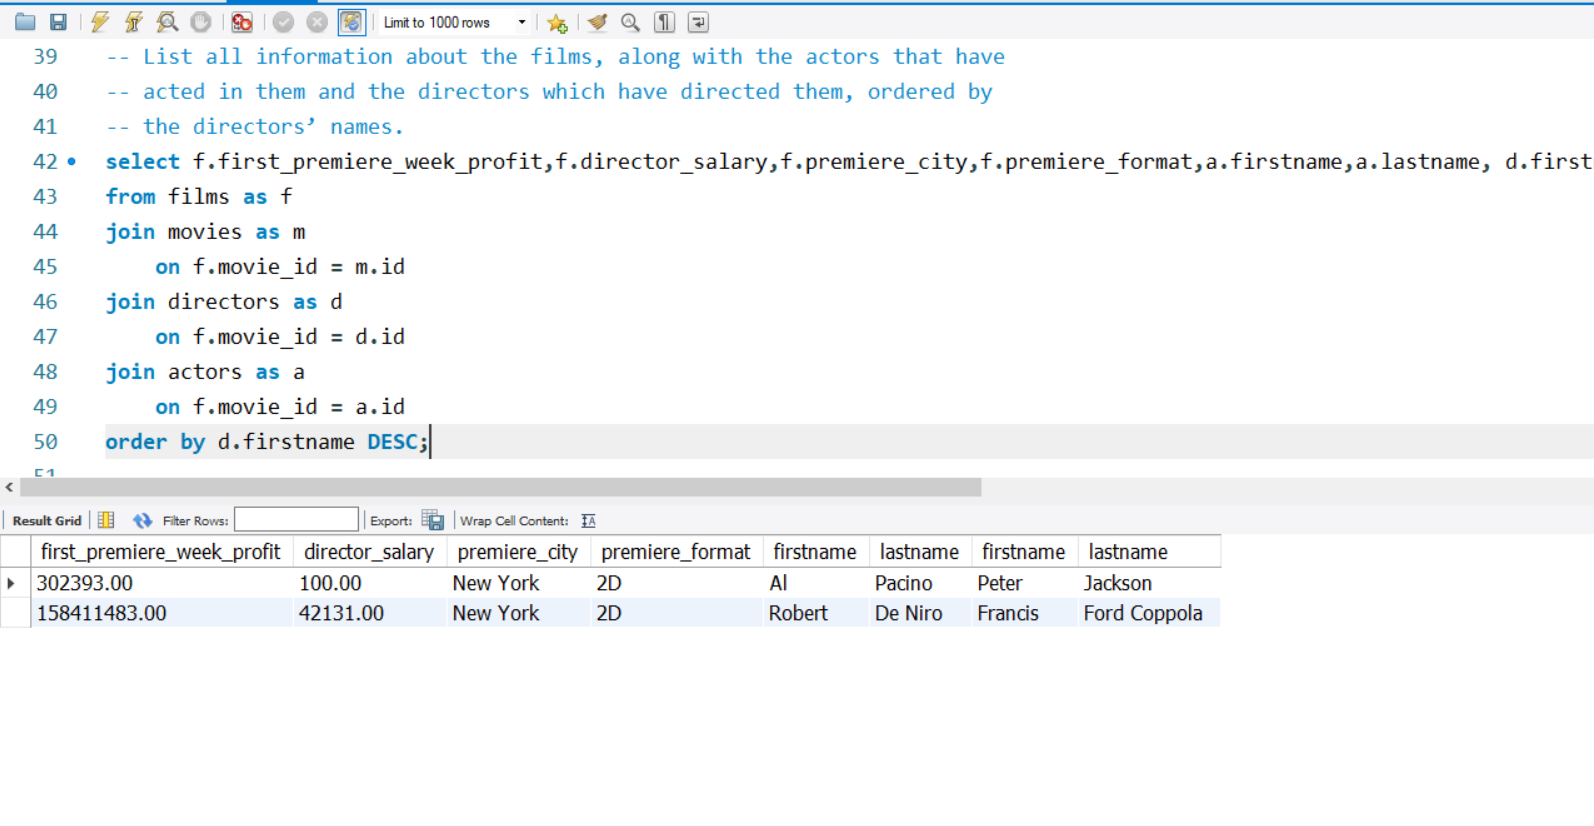 Limit to 1000 rows
39 -- List all information about the films, along with the actors that have
40 -- acted in them and the directors which have directed them, ordered by
41 -- the directors’ names.
42 select f.first_premiere_week_profit,f.director_salary,f.premiere_city,f.premiere_format,a.firstname,a.lastname, d.first
43 from films as f
44 join movies as m
45 on f.movie_id = m.id
46 join directors as d
47 on f.movie_id = d.id
48 join actors as a
49 on f.movie_id = a.id
50 order by d.firstname DESC;
51
Result Grid Filter Rows: Export: Wrap Cell Content: IA
first_premiere_week_profit director_salary premiere_city premiere_format firstname lastname firstname lastname
302393.00 100.00 New York 2D Al Pacino Peter Jackson
158411483.00 42131.00 New York 2D Robert De Niro Francis Ford Coppola